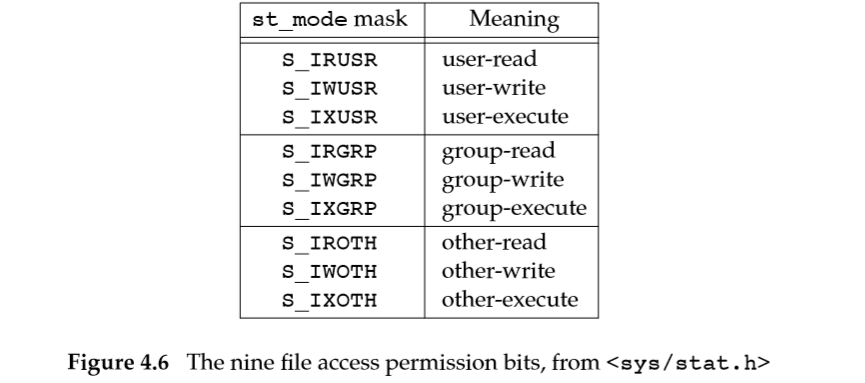 st_mode mask Meaning
S_IRUSR user-read
S_IWUSR user-write
S_IXUSR user-execute
S_IRGRP group-read
S_IWGRP group-write
S_IXGRP group-execute
S_IROTH other-read
S_IWOTH other-write
S_IXOTH other-execute
Figure 4.6 The nine file access permission bits, from <sys/stat.h>